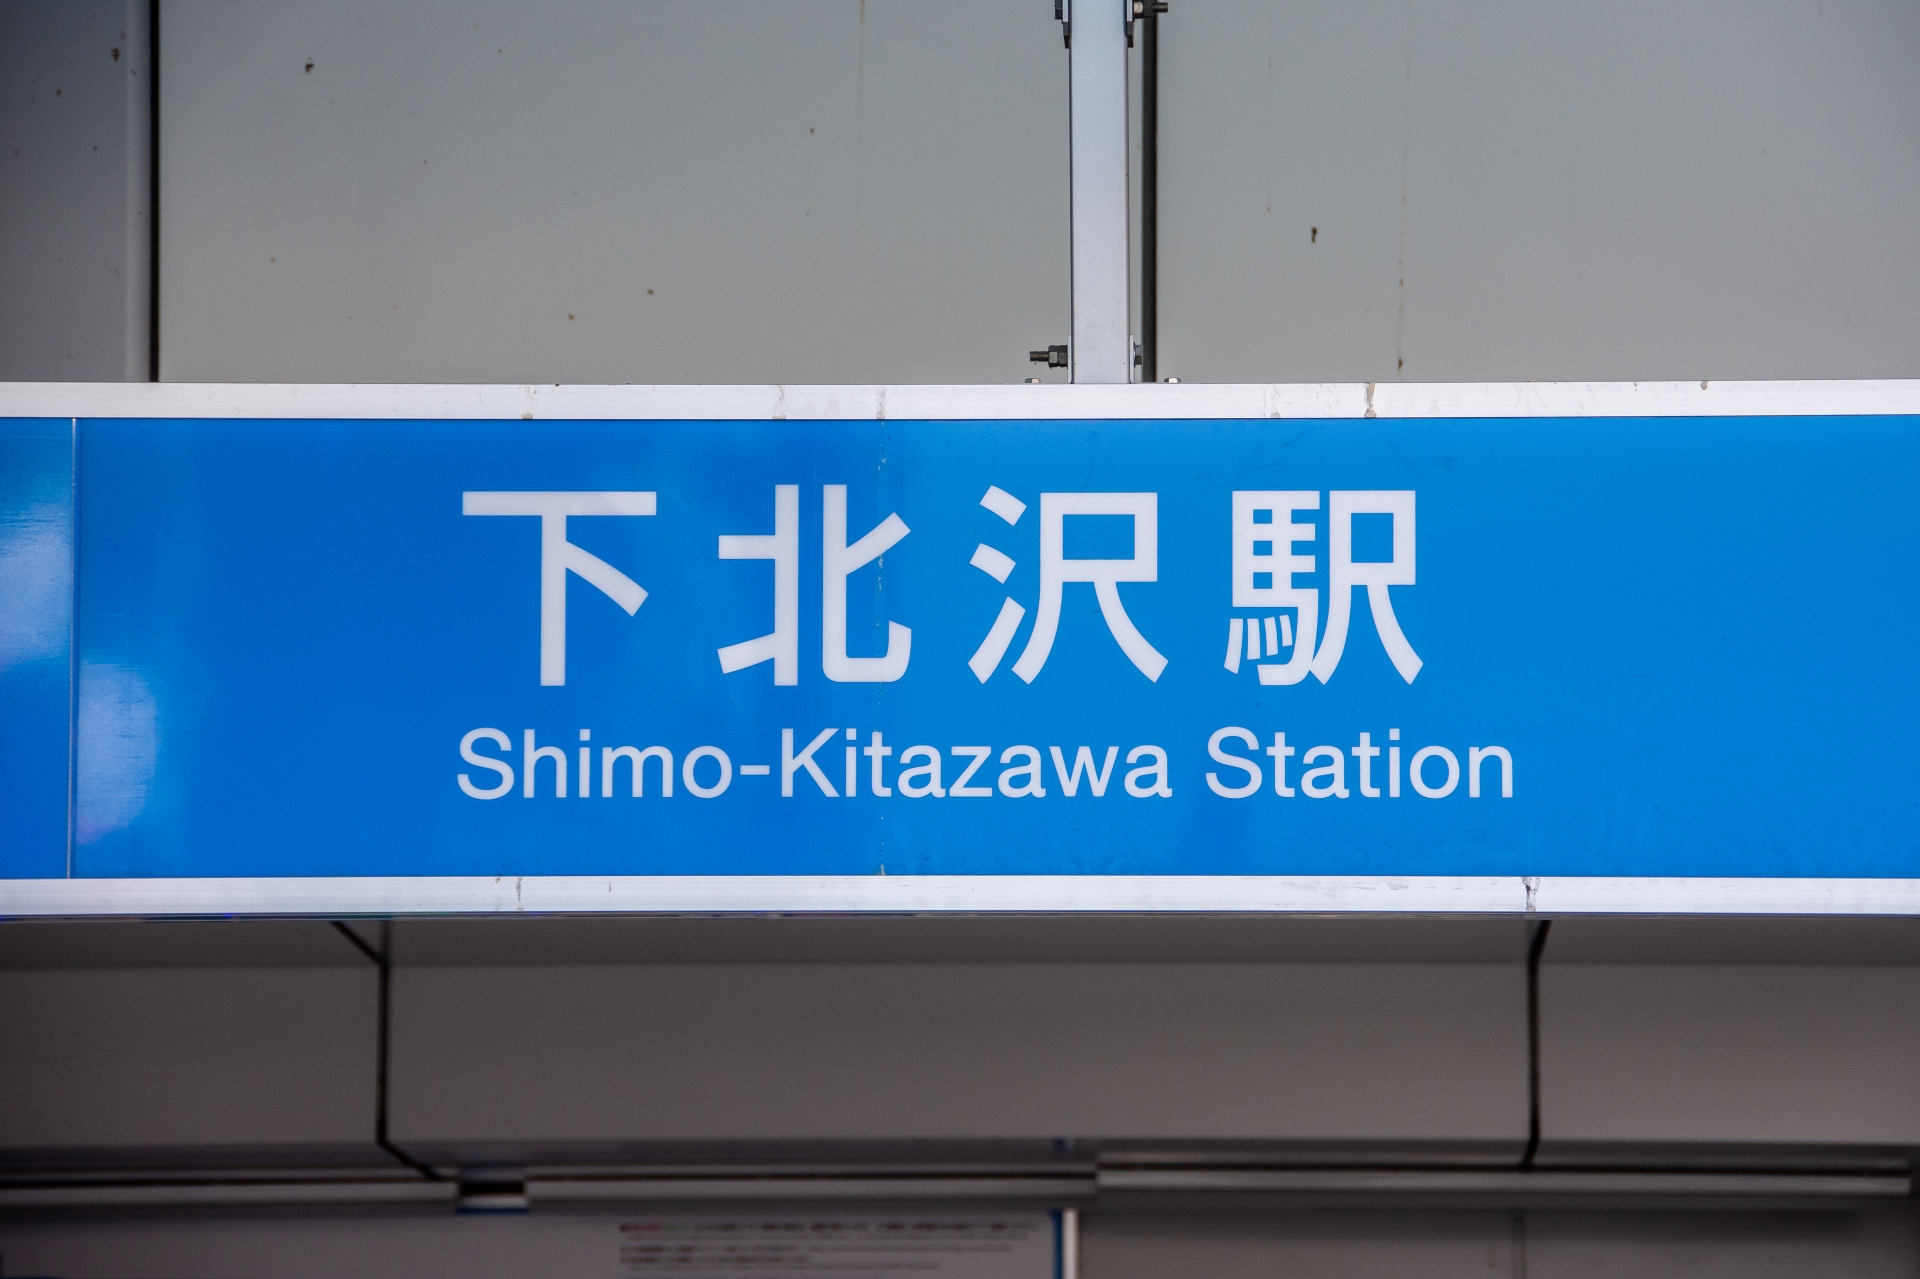 下北沢駅
Shimo-Kitazawa Station